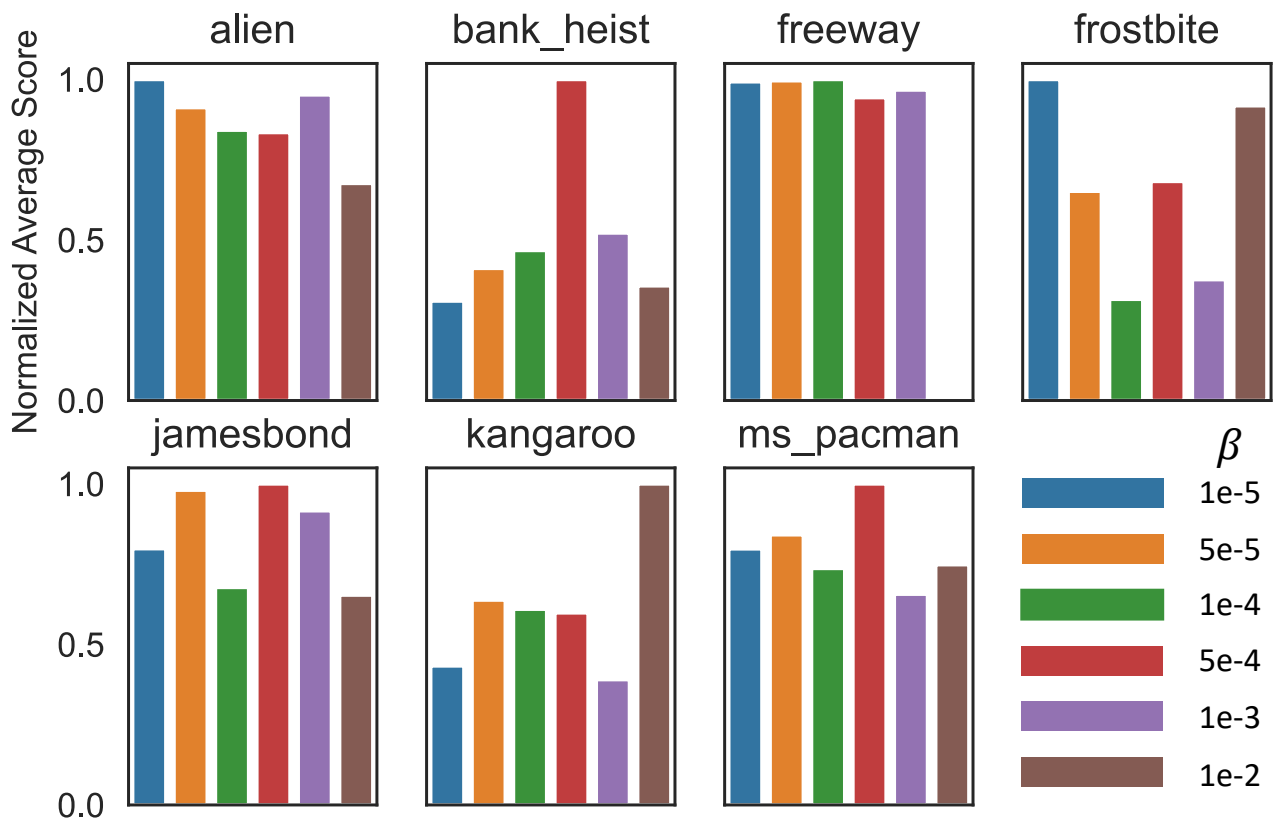 alien
bank_heist
freeway
frostbite
Normalized Average Score
1.0
0.5
0.0
jamesbond
kangaroo
ms_pacman
1.0
0.5
0.0
β
1e-5
5e-5
1e-4
5e-4
1e-3
1e-2